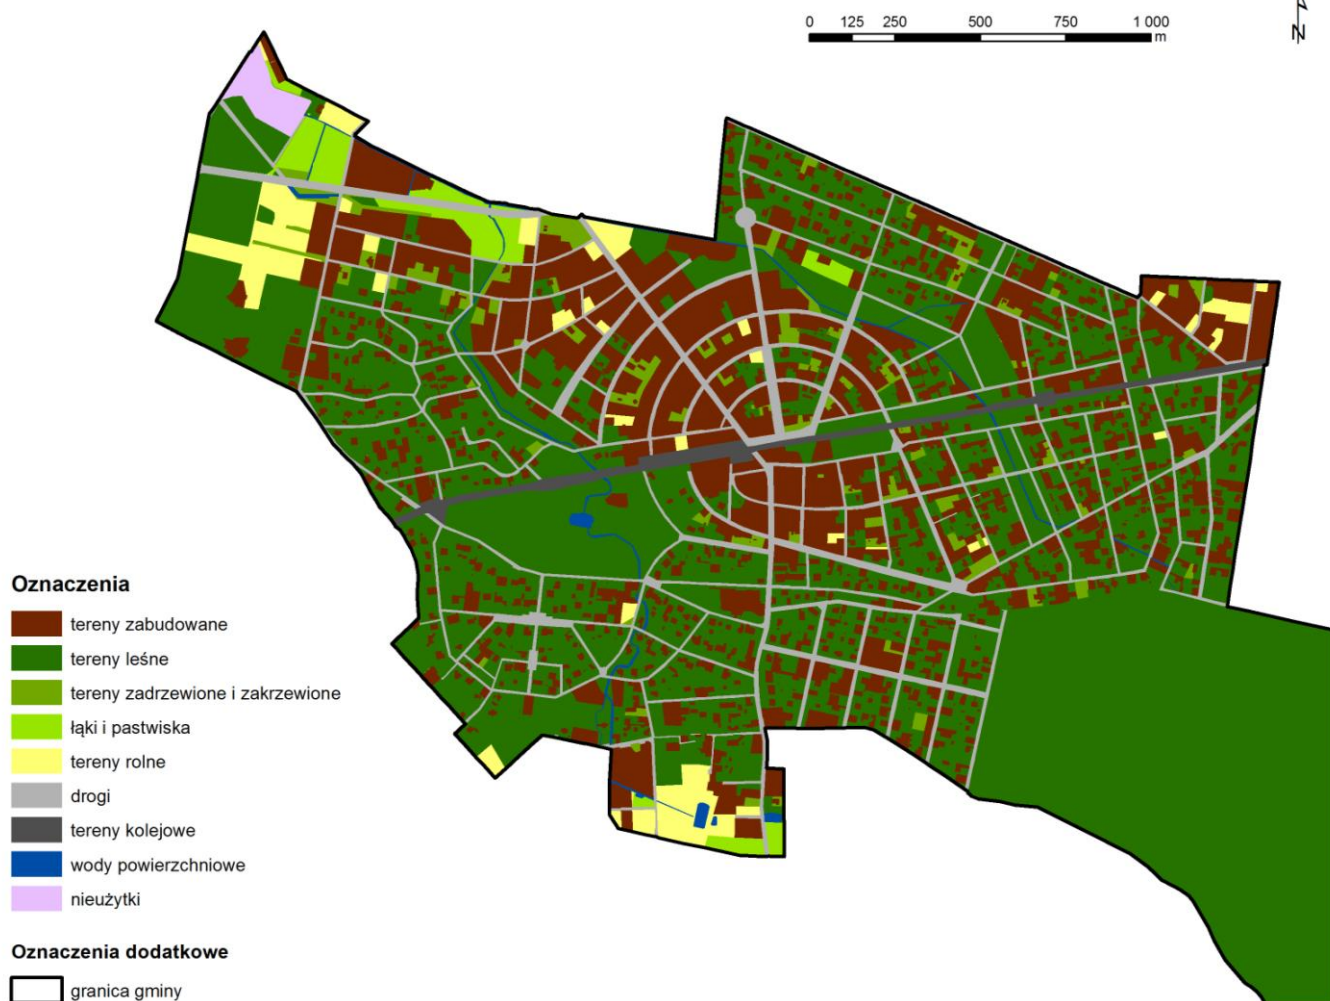 0 125 250 500 750 1 000
m
N
Oznaczenia
tereny zabudowane
tereny leśne
tereny zadrzewione i zakrzewione
łąki i pastwiska
tereny rolne
drogi
tereny kolejowe
wody powierzchniowe
nieużytki
Oznaczenia dodatkowe
granica gminy